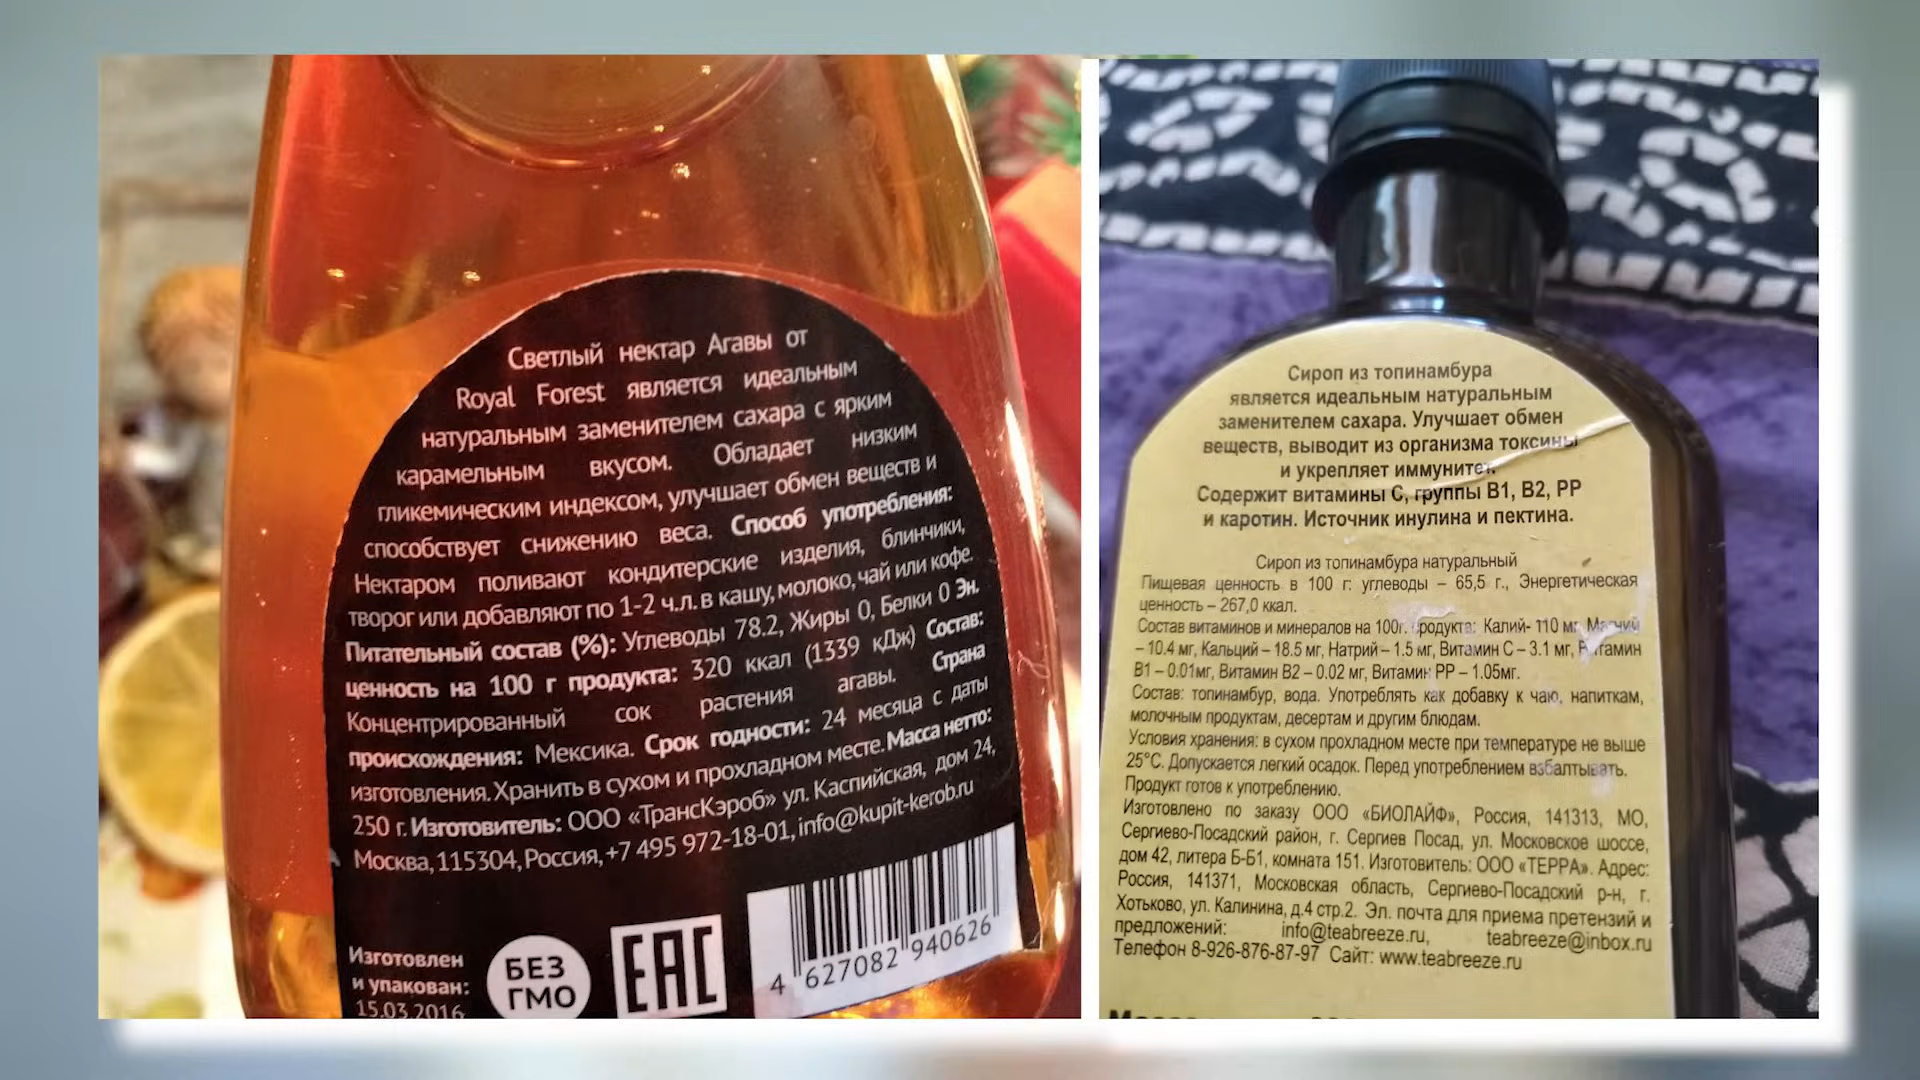 Светлый нектар Агавы от
Royal Forest является идеальным
натуральным заменителем сахара с ярким
карамельным вкусом. Обладает низким
гликемическим индексом, улучшает обмен веществ и
способствует снижению веса. Способ употребления:
Нектаром поливают кондитерские изделия, блинчики,
творог или добавляют по 1-2 ч.л. в кашу, молоко, чай или кофе.
Питательный состав (%): Углеводы 78.2, Жиры 0, Белки 0 Эн.
ценность на 100 г продукта: 320 ккал (1339 кДж) Состав:
Концентрированный сок растения агавы. Страна
происхождения: Мексика. Срок годности: 24 месяца с даты
изготовления. Хранить в сухом и прохладном месте. Масса нетто:
250 г. Изготовитель: ООО «ТрансКэроб» ул. Каспийская, дом 24,
Москва, 115304, Россия, +7 495 972-18-01, info@kupit-kerob.ru
Изготовлен
и упакован:
15.03.2016
БЕЗ
ГМО
EAC
4 627082 940626
Сироп из топинамбура
является идеальным натуральным
заменителем сахара. Улучшает обмен
веществ, выводит из организма токсины
и укрепляет иммунитет.
Содержит витамины С, группы В1, В2, РР
и каротин. Источник инулина и пектина.
Сироп из топинамбура натуральный
Пищевая ценность в 100 г: углеводы – 65,5 г., Энергетическая
ценность – 267,0 ккал.
Состав витаминов и минералов на 100г. продукта: Калий- 110 мг, Магний
– 10.4 мг, Кальций – 18.5 мг, Натрий – 1.5 мг, Витамин С – 3.1 мг, Витамин
В1 – 0.01мг, Витамин В2 – 0.02 мг, Витамин РР – 1.05мг.
Состав: топинамбур, вода. Употреблять как добавку к чаю, напиткам,
молочным продуктам, десертам и другим блюдам.
Условия хранения: в сухом прохладном месте при температуре не выше
25°С. Допускается легкий осадок. Перед употреблением взбалтывать.
Продукт готов к употреблению.
Изготовлено по заказу ООО «БИОЛАЙФ», Россия, 141313, МО,
Сергиево-Посадский район, г. Сергиев Посад, ул. Московское шоссе,
дом 42, литера Б-Б1, комната 151. Изготовитель: ООО «ТЕРРА». Адрес:
Россия, 141371, Московская область, Сергиево-Посадский р-н, г.
Хотьково, ул. Калинина, д.4 стр.2. Эл. почта для приема претензий и
предложений: info@teabreeze.ru, teabreeze@inbox.ru
Телефон 8-926-876-87-97 Сайт: www.teabreeze.ru